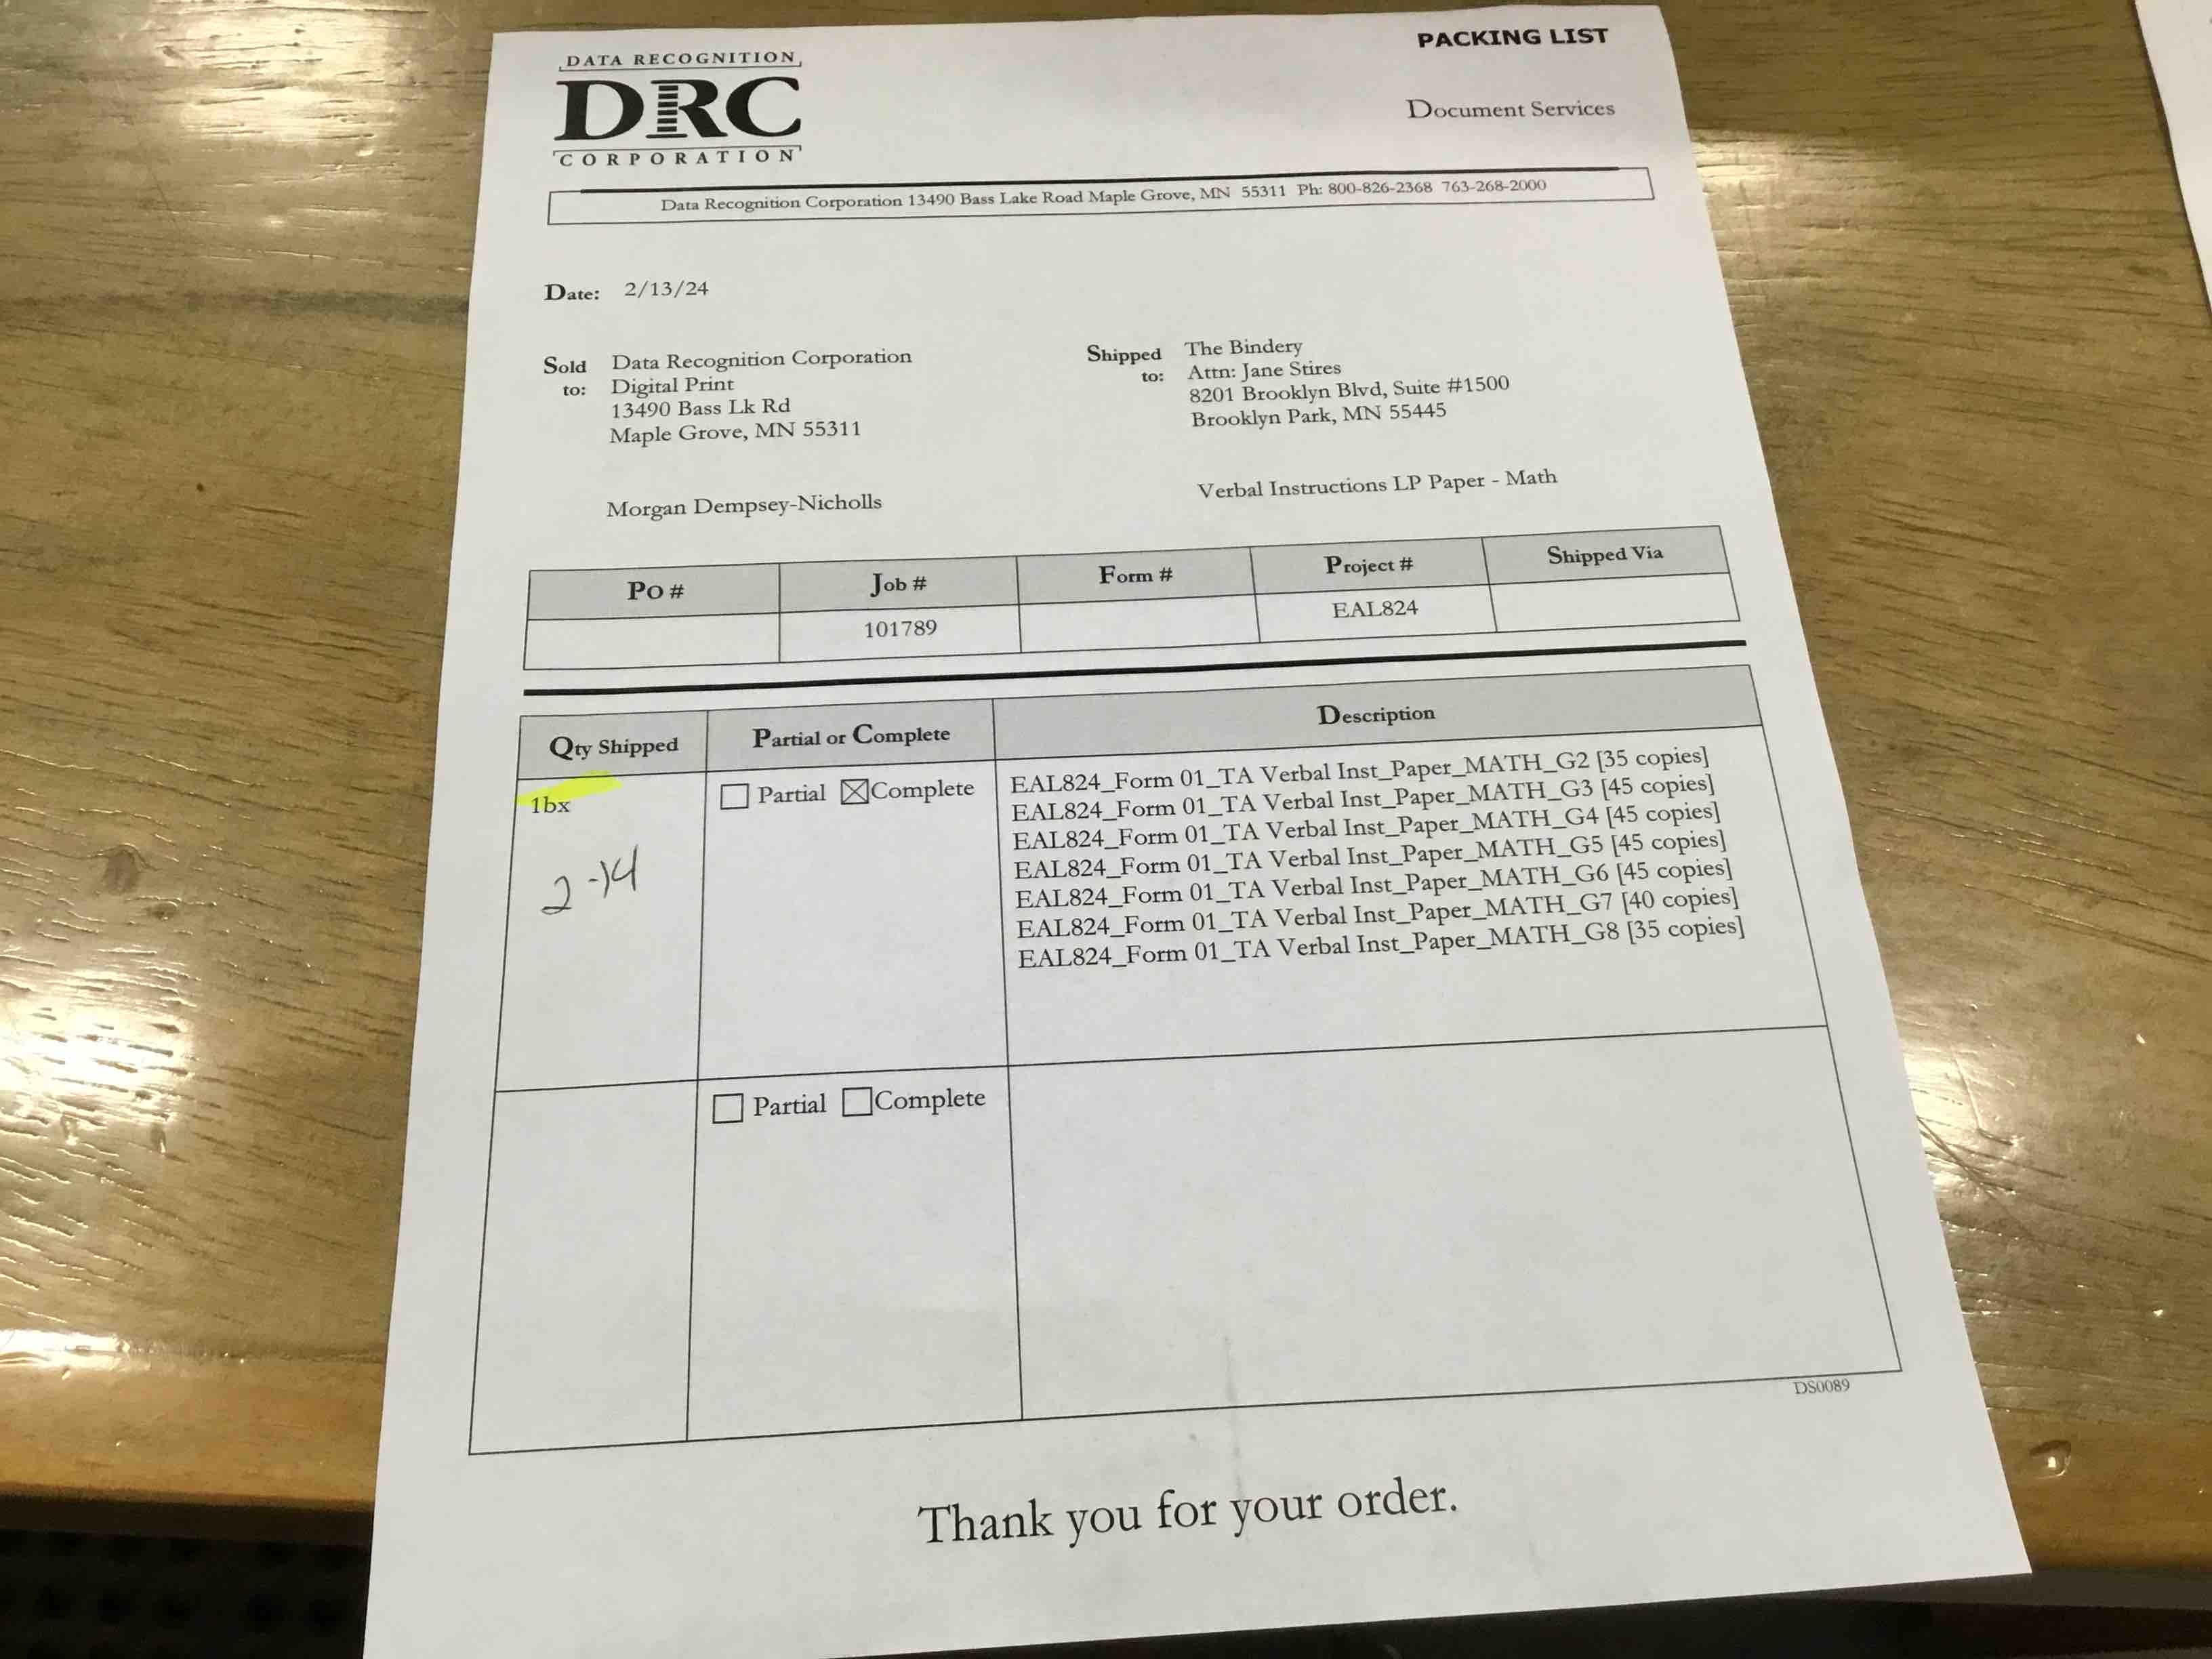 DATA RECOGNITION
DRC
CORPORATION
PACKING LIST
Document Services
Data Recognition Corporation 13490 Bass Lake Road Maple Grove, MN 55311 Ph: 800-826-2368 763-268-2000
Date: 2/13/24
Sold to: Data Recognition Corporation
Digital Print
13490 Bass Lk Rd
Maple Grove, MN 55311
Shipped to: The Bindery
Attn: Jane Stires
8201 Brooklyn Blvd, Suite #1500
Brooklyn Park, MN 55445
Morgan Dempsey-Nicholls
Verbal Instructions LP Paper - Math
PO # Job # Form # Project # Shipped Via
101789 EAL824
Qty Shipped Partial or Complete Description
1bx
2-14
Partial Complete
EAL824_Form 01_TA Verbal Inst_Paper_MATH_G2 [35 copies]
EAL824_Form 01_TA Verbal Inst_Paper_MATH_G3 [45 copies]
EAL824_Form 01_TA Verbal Inst_Paper_MATH_G4 [45 copies]
EAL824_Form 01_TA Verbal Inst_Paper_MATH_G5 [45 copies]
EAL824_Form 01_TA Verbal Inst_Paper_MATH_G6 [45 copies]
EAL824_Form 01_TA Verbal Inst_Paper_MATH_G7 [40 copies]
EAL824_Form 01_TA Verbal Inst_Paper_MATH_G8 [35 copies]
Partial Complete
DS0089
Thank you for your order.